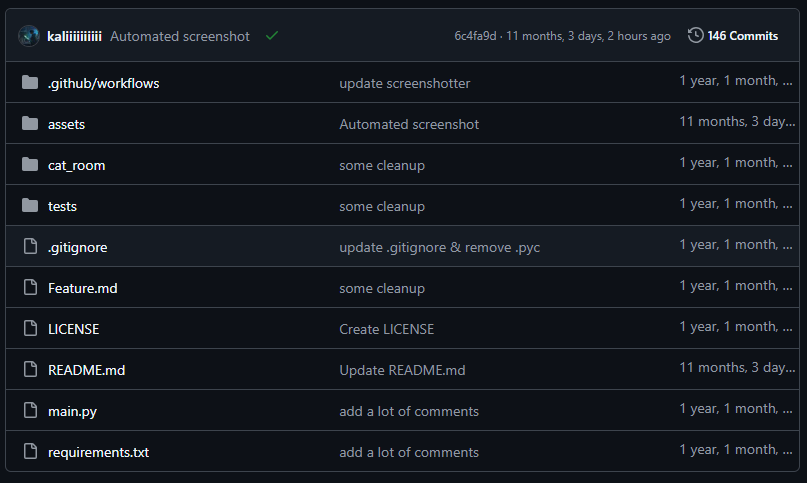 kaliiiiiiiiii Automated screenshot 6c4fa9d · 11 months, 3 days, 2 hours ago 146 Commits
.github/workflows update screenshotter 1 year, 1 month, ...
assets Automated screenshot 11 months, 3 day...
cat_room some cleanup 1 year, 1 month, ...
tests some cleanup 1 year, 1 month, ...
.gitignore update .gitignore & remove .pyc 1 year, 1 month, ...
Feature.md some cleanup 1 year, 1 month, ...
LICENSE Create LICENSE 1 year, 1 month, ...
README.md Update README.md 11 months, 3 day...
main.py add a lot of comments 1 year, 1 month, ...
requirements.txt add a lot of comments 1 year, 1 month, ...